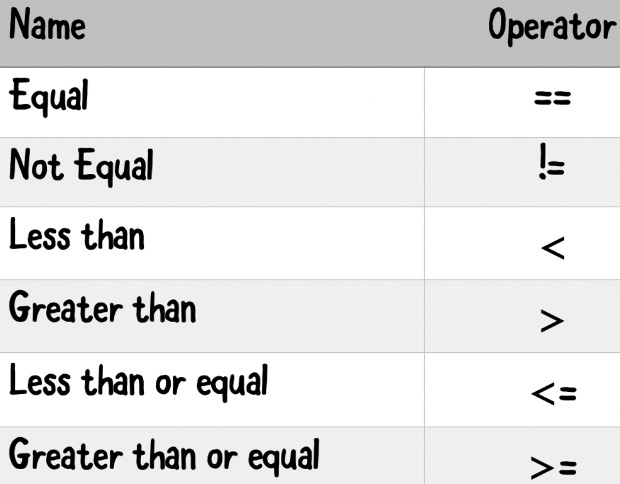 Name Operator
Equal ==
Not Equal !=
Less than <
Greater than >
Less than or equal <=
Greater than or equal >=